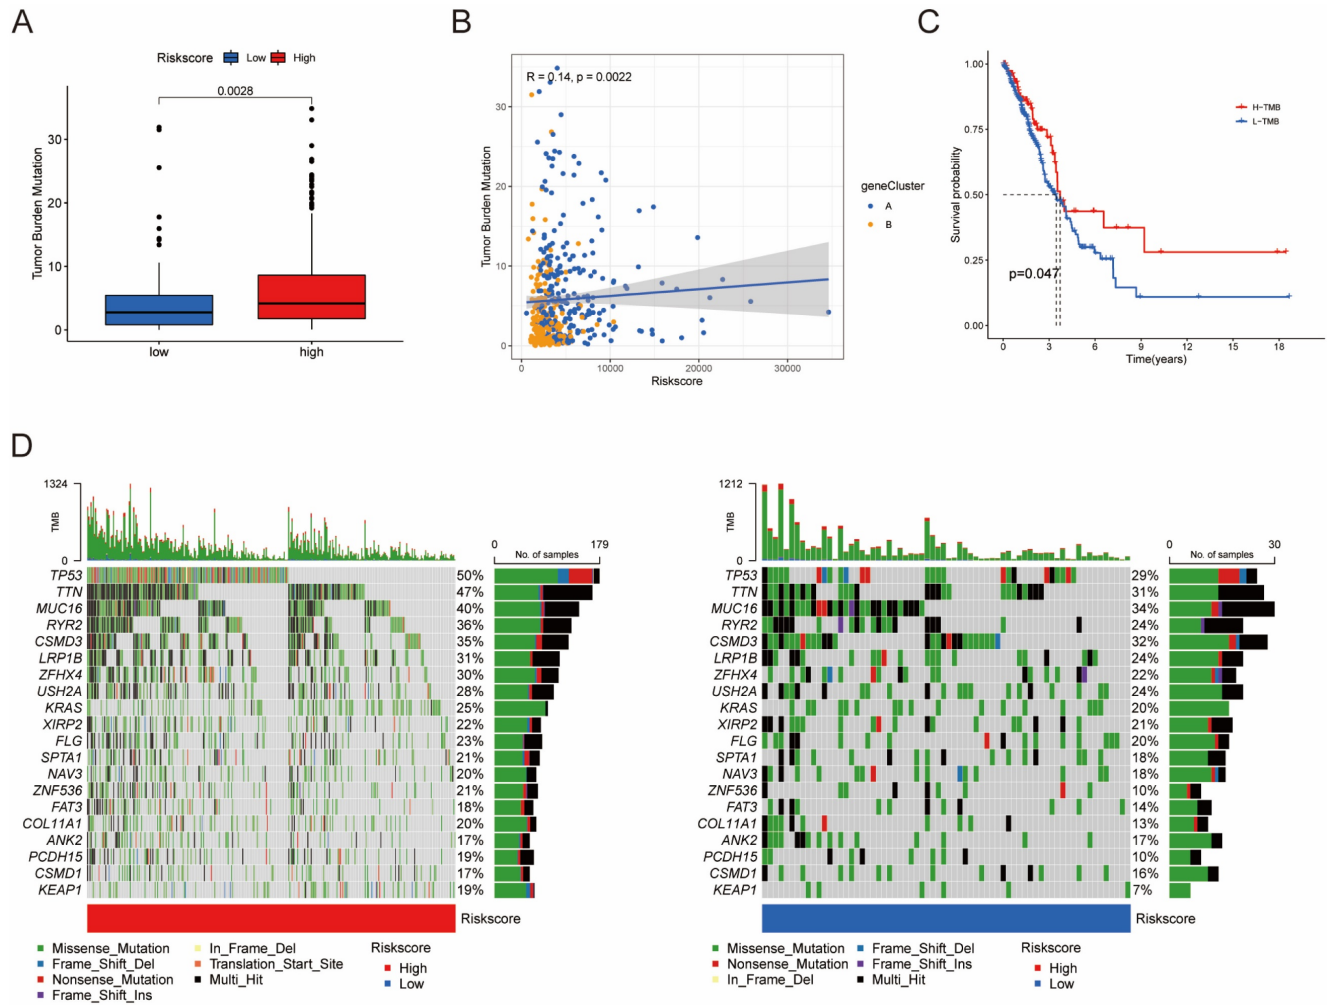 A
Riskscore Low High
0.0028
Tumor Burden Mutation
30
20
10
0
low high
B
R = 0.14, p = 0.0022
Tumor Burden Mutation
30
20
10
0
0 10000 20000 30000
Riskscore
geneCluster
A
B
C
Survival probability
1.00
0.75
0.50
0.25
0.00
p=0.047
H-TMB
L-TMB
0 3 6 9 12 15 18
Time(years)
D
1324
TMB
0
0 179
No. of samples
TP53 50%
TTN 47%
MUC16 40%
RYR2 36%
CSMD3 35%
LRP1B 31%
ZFHX4 30%
USH2A 28%
KRAS 25%
XIRP2 22%
FLG 23%
SPTA1 21%
NAV3 20%
ZNF536 21%
FAT3 18%
COL11A1 20%
ANK2 17%
PCDH15 19%
CSMD1 17%
KEAP1 19%
Riskscore
Missense_Mutation In_Frame_Del Riskscore
Frame_Shift_Del Translation_Start_Site High
Nonsense_Mutation Multi_Hit Low
Frame_Shift_Ins
1212
TMB
0
0 30
No. of samples
TP53 29%
TTN 31%
MUC16 34%
RYR2 24%
CSMD3 32%
LRP1B 24%
ZFHX4 22%
USH2A 24%
KRAS 20%
XIRP2 21%
FLG 20%
SPTA1 18%
NAV3 18%
ZNF536 10%
FAT3 14%
COL11A1 13%
ANK2 17%
PCDH15 10%
CSMD1 16%
KEAP1 7%
Riskscore
Missense_Mutation Frame_Shift_Del Riskscore
Nonsense_Mutation Frame_Shift_Ins High
In_Frame_Del Multi_Hit Low